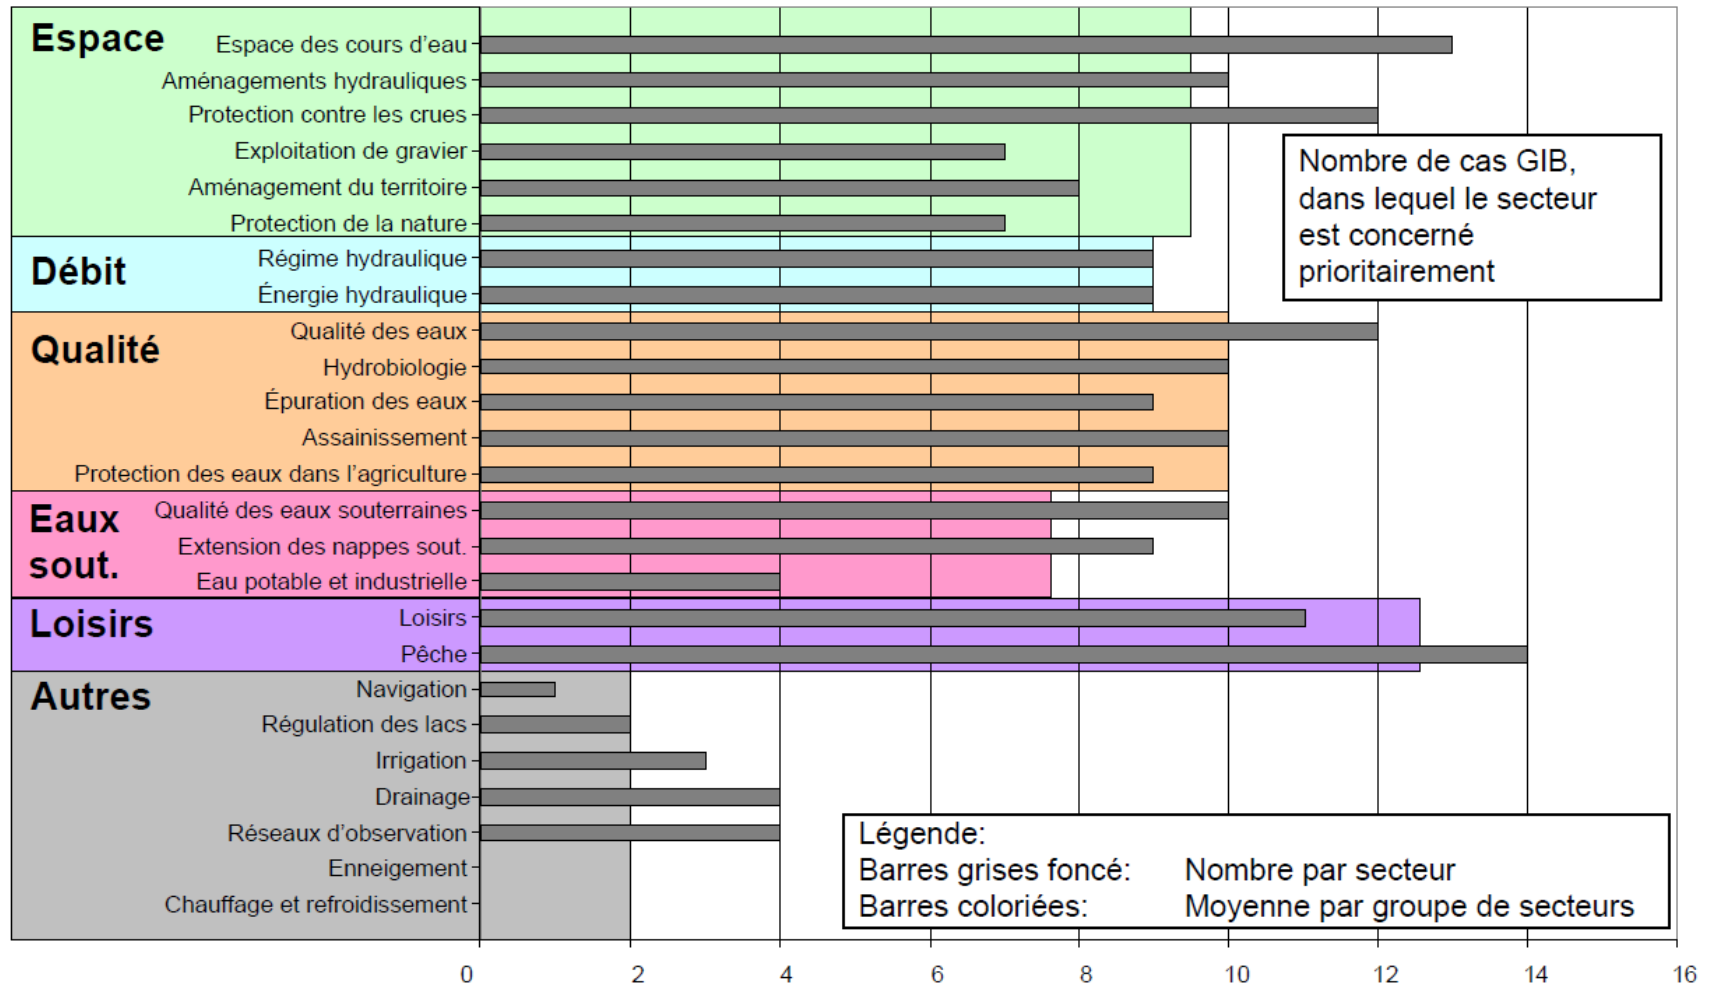 Espace
Espace des cours d’eau
Aménagements hydrauliques
Protection contre les crues
Exploitation de gravier
Aménagement du territoire
Protection de la nature
Débit
Régime hydraulique
Énergie hydraulique
Qualité
Qualité des eaux
Hydrobiologie
Épuration des eaux
Assainissement
Protection des eaux dans l’agriculture
Eaux
sout.
Qualité des eaux souterraines
Extension des nappes sout.
Eau potable et industrielle
Loisirs
Loisirs
Pêche
Autres
Navigation
Régulation des lacs
Irrigation
Drainage
Réseaux d’observation
Enneigement
Chauffage et refroidissement
Nombre de cas GIB,
dans lequel le secteur
est concerné
prioritairement
Légende:
Barres grises foncé: Nombre par secteur
Barres coloriées: Moyenne par groupe de secteurs
0 2 4 6 8 10 12 14 16